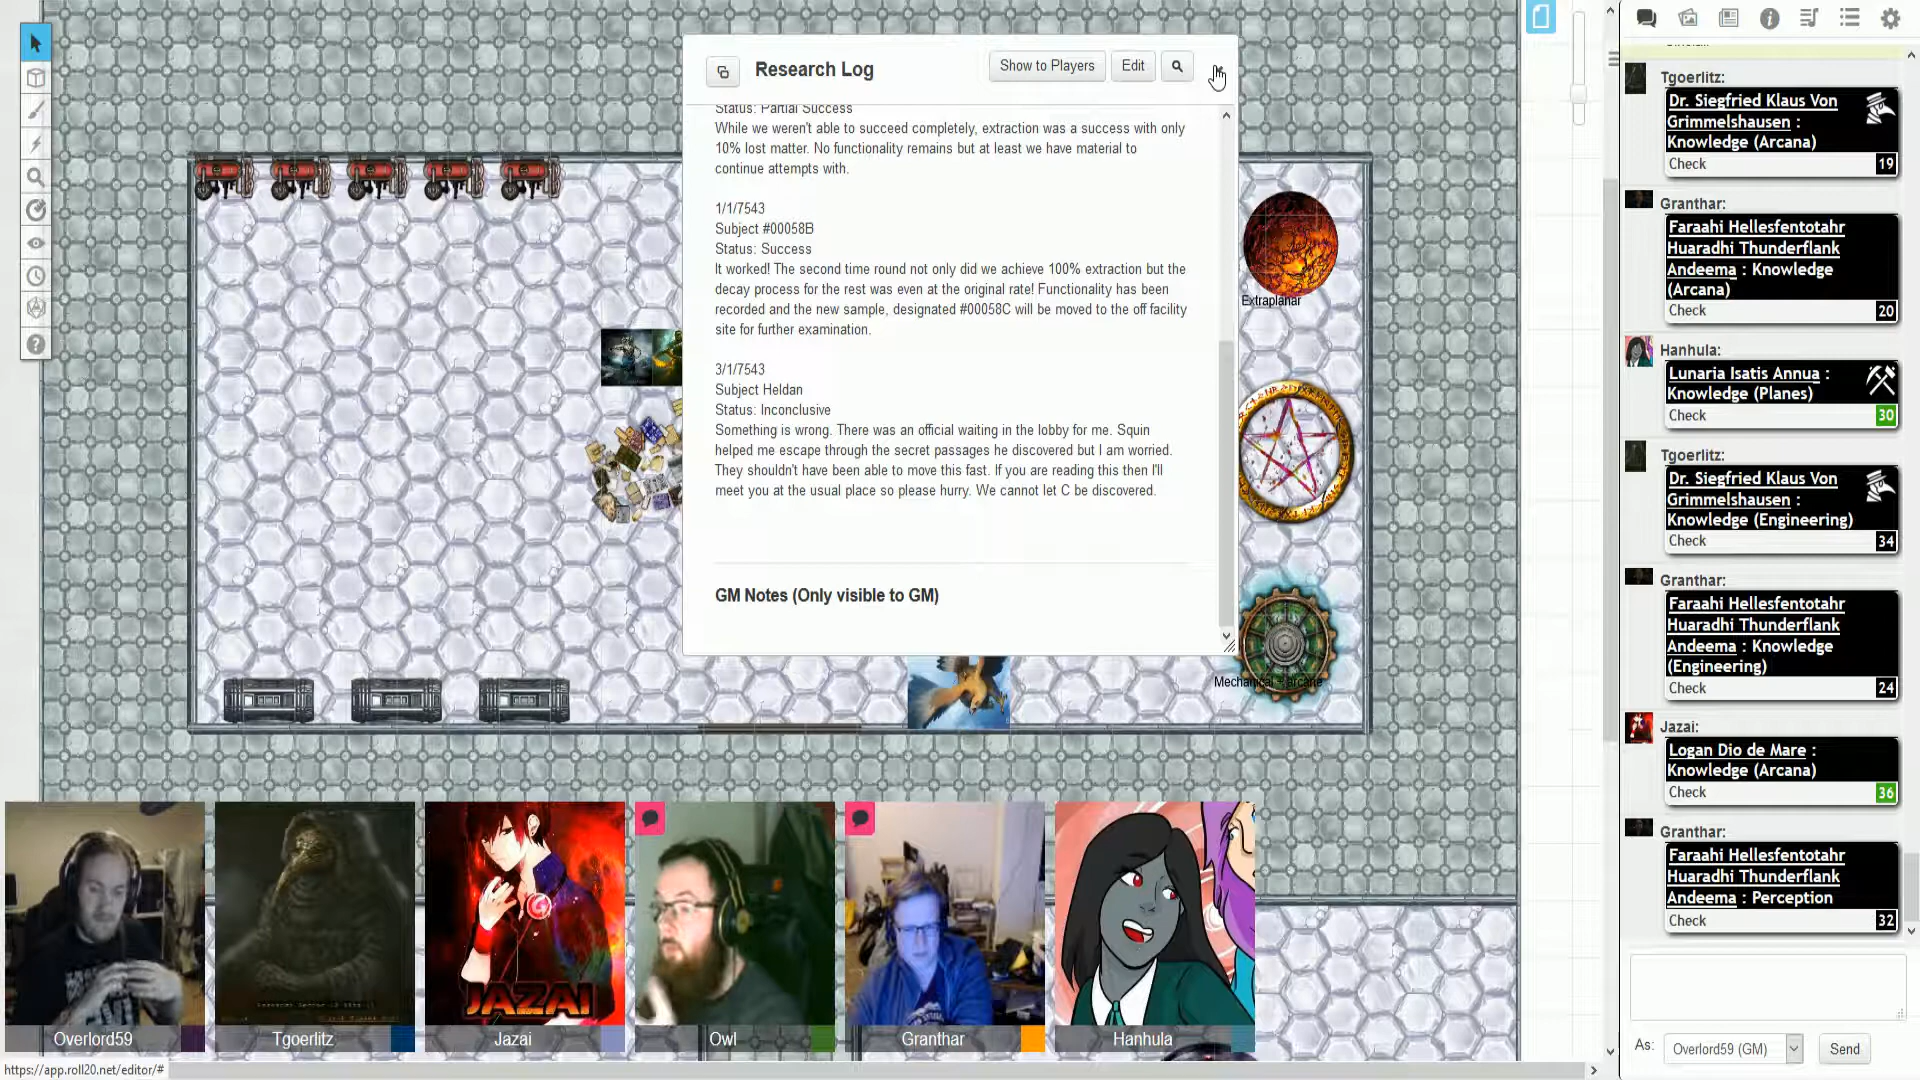 Research Log
Show to Players
Edit
Status: Partial Success
While we weren't able to succeed completely, extraction was a success with only
10% lost matter. No functionality remains but at least we have material to
continue attempts with.
1/1/7543
Subject #00058B
Status: Success
It worked! The second time round not only did we achieve 100% extraction but the
decay process for the rest was even at the original rate! Functionality has been
recorded and the new sample, designated #00058C will be moved to the off facility
site for further examination.
3/1/7543
Subject Heldan
Status: Inconclusive
Something is wrong. There was an official waiting in the lobby for me. Squin
helped me escape through the secret passages he discovered but I am worried.
They shouldn't have been able to move this fast. If you are reading this then I'll
meet you at the usual place so please hurry. We cannot let C be discovered.
GM Notes (Only visible to GM)
Extraplanar
Tgoerlitz:
Dr. Siegfried Klaus Von
Grimmelshausen :
Knowledge (Arcana)
Check 19
Granthar:
Faraahi Hellesfentotahr
Huaradhi Thunderflank
Andeema : Knowledge
(Arcana)
Check 20
Hanhula:
Lunaria Isatis Annua :
Knowledge (Planes)
Check 30
Tgoerlitz:
Dr. Siegfried Klaus Von
Grimmelshausen :
Knowledge (Engineering)
Check 34
Granthar:
Faraahi Hellesfentotahr
Huaradhi Thunderflank
Andeema : Knowledge
(Engineering)
Check 24
Jazai:
Logan Dio de Mare :
Knowledge (Arcana)
Check 36
Granthar:
Faraahi Hellesfentotahr
Huaradhi Thunderflank
Andeema : Perception
Check 32
As: Overlord59 (GM)
Send
JAZAI
Overlord59
Tgoerlitz
Jazai
Owl
Granthar
Hanhula
https://app.roll20.net/editor/#